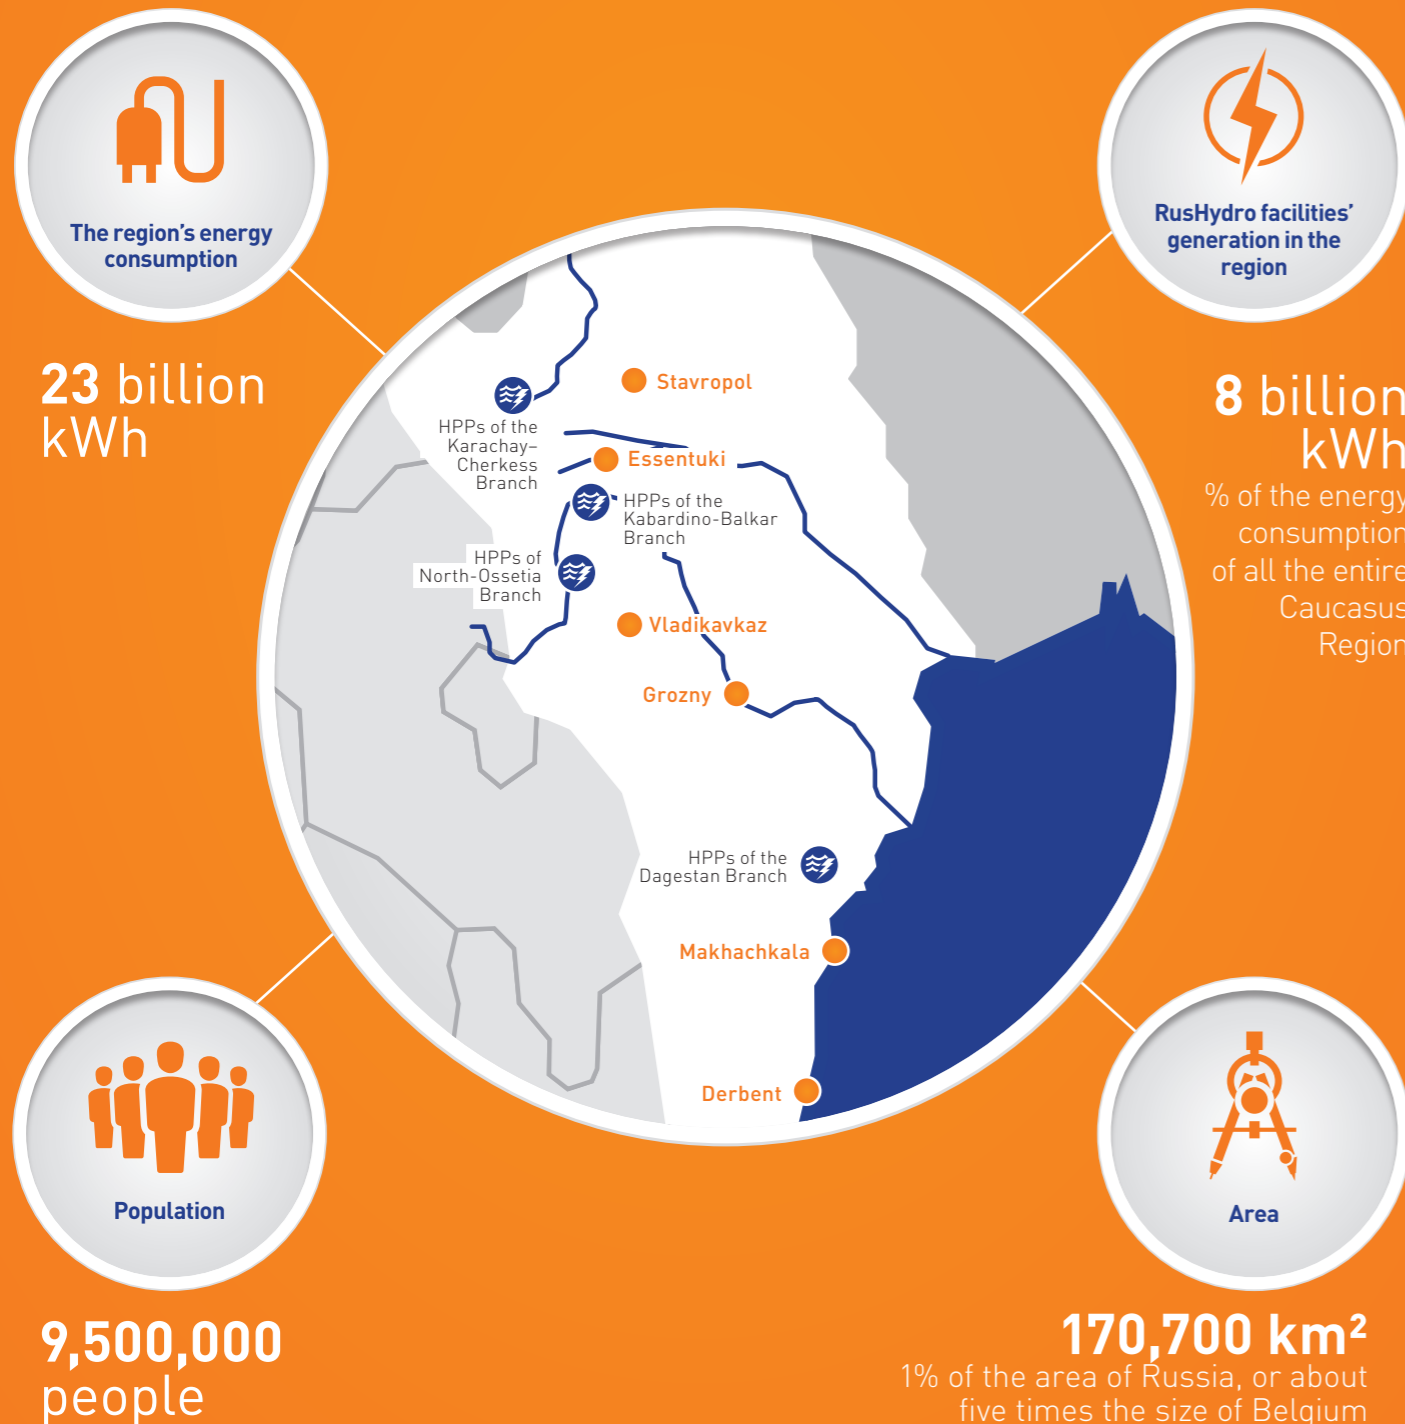 The region's energy
consumption
23 billion
kWh
RusHydro facilities'
generation in the
region
8 billion
kWh
% of the energy
consumption
of all the entire
Caucasus
Region
Stavropol
HPPs of the
Karachay–
Cherkess
Branch
Essentuki
HPPs of the
Kabardino-Balkar
Branch
HPPs of
North-Ossetia
Branch
Vladikavkaz
Grozny
HPPs of the
Dagestan Branch
Makhachkala
Derbent
Population
9,500,000
people
Area
170,700 km²
1% of the area of Russia, or about
five times the size of Belgium